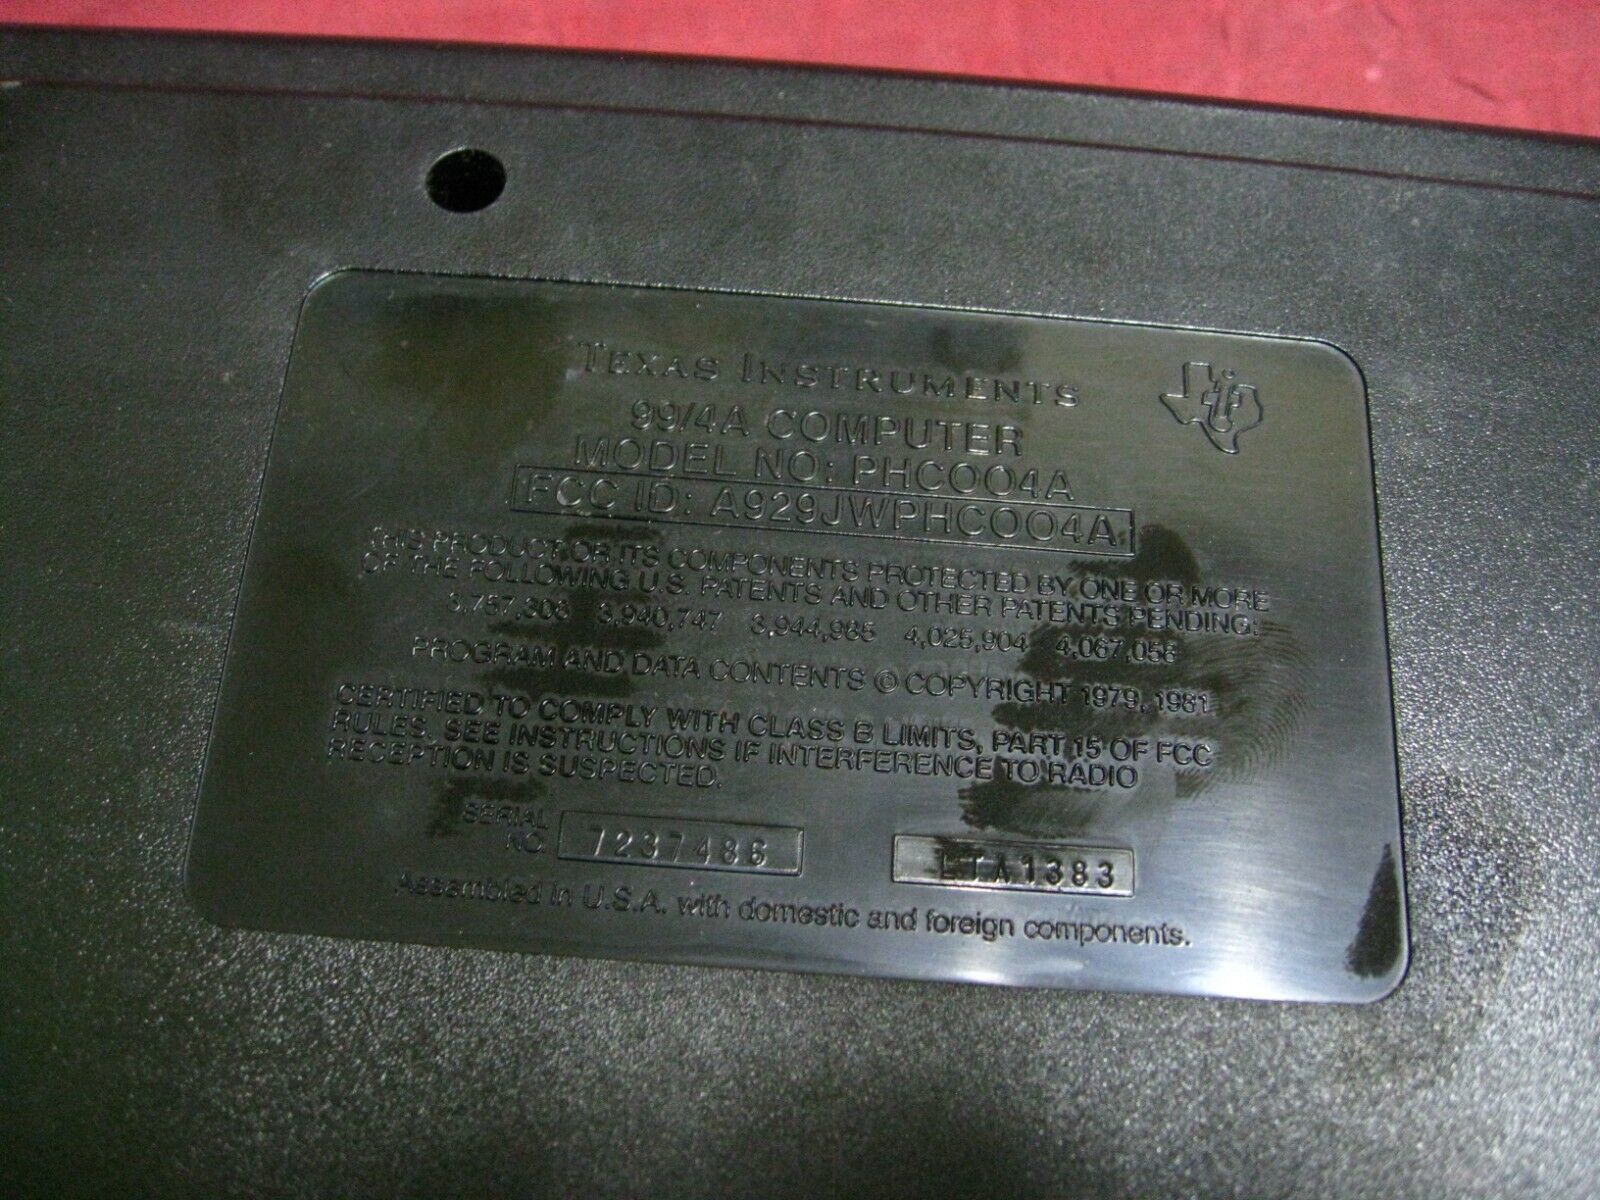 TEXAS INSTRUMENTS
ti
99/4A COMPUTER
MODEL NO: PHC004A
FCC ID: A929JWPHC004A
THIS PRODUCT OR ITS COMPONENTS PROTECTED BY ONE OR MORE
OF THE FOLLOWING U.S. PATENTS AND OTHER PATENTS PENDING:
3,757,306 3,940,747 3,944,985 4,025,904 4,067,058
PROGRAM AND DATA CONTENTS © COPYRIGHT 1979, 1981
CERTIFIED TO COMPLY WITH CLASS B LIMITS, PART 15 OF FCC
RULES. SEE INSTRUCTIONS IF INTERFERENCE TO RADIO
RECEPTION IS SUSPECTED.
SERIAL
NO. 7237486 LTA1383
Assembled in U.S.A. with domestic and foreign components.